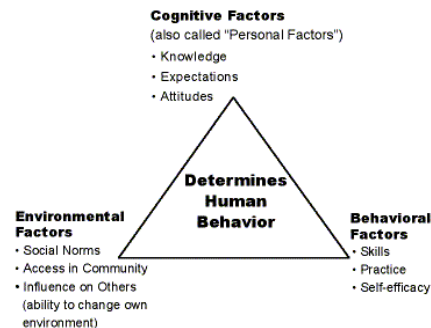 Cognitive Factors
(also called "Personal Factors")
• Knowledge
• Expectations
• Attitudes
Determines
Human
Behavior
Environmental
Factors
• Social Norms
• Access in Community
• Influence on Others
(ability to change own
environment)
Behavioral
Factors
• Skills
• Practice
• Self-efficacy